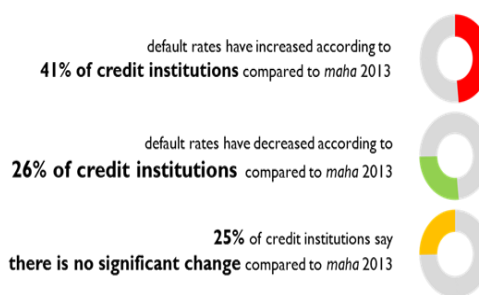 default rates have increased according to
41% of credit institutions compared to maha 2013
default rates have decreased according to
26% of credit institutions compared to maha 2013
25% of credit institutions say
there is no significant change compared to maha 2013